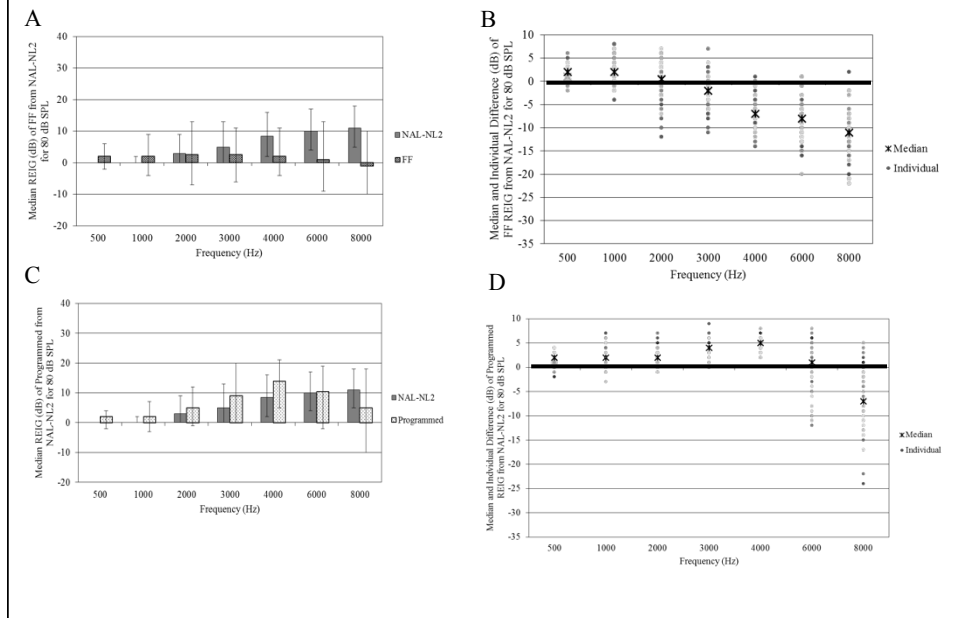 A
Median REIG (dB) of FF from NAL-NL2
for 80 dB SPL
40
30
20
10
0
-10
-20
500 1000 2000 3000 4000 6000 8000
Frequency (Hz)
NAL-NL2
FF
B
Median and Individual Difference (dB) of
FF REIG from NAL-NL2 for 80 dB SPL
10
5
0
-5
-10
-15
-20
-25
-30
-35
500 1000 2000 3000 4000 6000 8000
Frequency (Hz)
Median
Individual
C
Median REIG (dB) of Programmed from
NAL-NL2 for 80 dB SPL
40
30
20
10
0
-10
-20
500 1000 2000 3000 4000 6000 8000
Frequency (Hz)
NAL-NL2
Programmed
D
Median and Indvidual Difference (dB) of Programmed
REIG from NAL-NL2 for 80 dB SPL
10
5
0
-5
-10
-15
-20
-25
-30
-35
500 1000 2000 3000 4000 6000 8000
Frequency (Hz)
Median
Individual